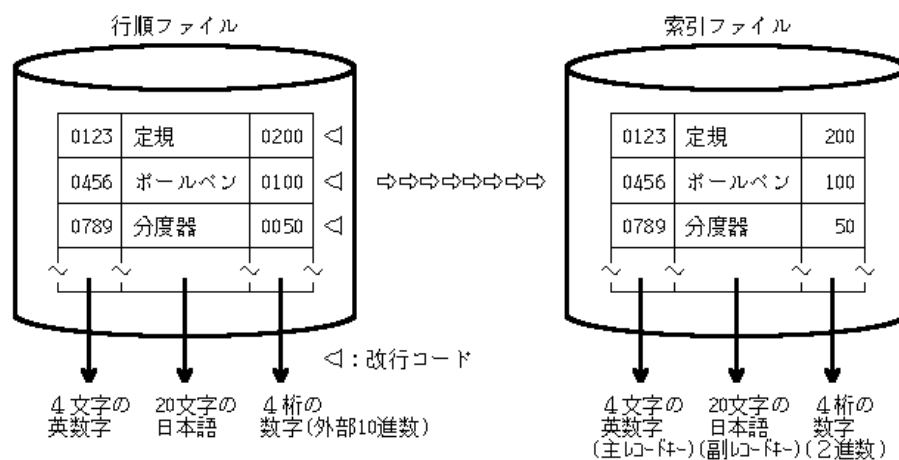 行順ファイル 索引ファイル
0123 定規 0200 ◁ 0123 定規 200
0456 ボールペン 0100 ◁ ⇨⇨⇨⇨⇨⇨⇨⇨ 0456 ボールペン 100
0789 分度器 0050 ◁ 0789 分度器 50
◁:改行コード
4文字の 20文字の 4桁の 4文字の 20文字の 4桁の
英数字 日本語 数字(外部10進数) 英数字 日本語 数字
(主レコードキー)(副レコードキー)(2進数)